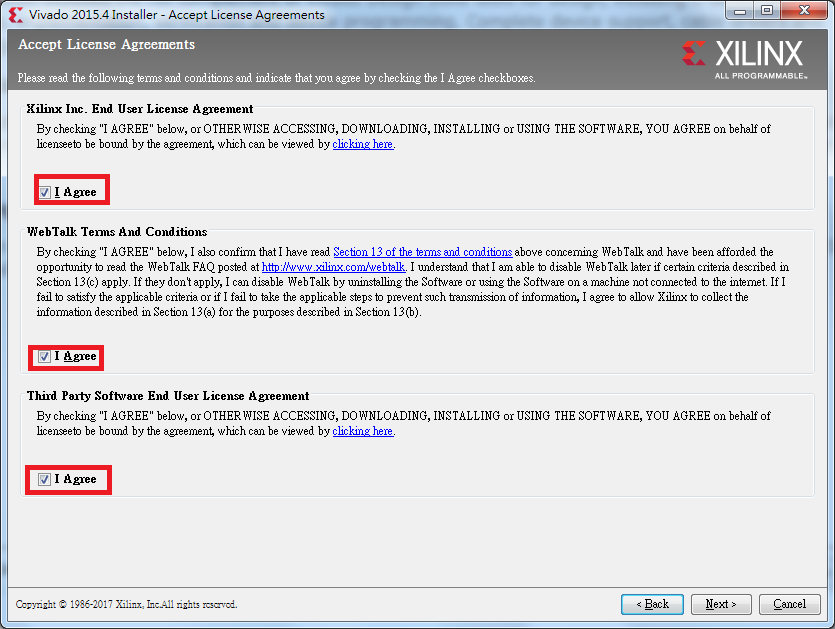 Vivado 2015.4 Installer - Accept License Agreements
Accept License Agreements
XILINX
ALL PROGRAMMABLE™
Please read the following terms and conditions and indicate that you agree by checking the I Agree checkboxes.
Xilinx Inc. End User License Agreement
By checking "I AGREE" below, or OTHERWISE ACCESSING, DOWNLOADING, INSTALLING or USING THE SOFTWARE, YOU AGREE on behalf of
licenseeto be bound by the agreement, which can be viewed by clicking here.
I Agree
WebTalk Terms And Conditions
By checking "I AGREE" below, I also confirm that I have read Section 13 of the terms and conditions above concerning WebTalk and have been afforded the
opportunity to read the WebTalk FAQ posted at http://www.xilinx.com/webtalk. I understand that I am able to disable WebTalk later if certain criteria described in
Section 13(c) apply. If they don't apply, I can disable WebTalk by uninstalling the Software or using the Software on a machine not connected to the internet. If I
fail to satisfy the applicable criteria or if I fail to take the applicable steps to prevent such transmission of information, I agree to allow Xilinx to collect the
information described in Section 13(a) for the purposes described in Section 13(b).
I Agree
Third Party Software End User License Agreement
By checking "I AGREE" below, or OTHERWISE ACCESSING, DOWNLOADING, INSTALLING or USING THE SOFTWARE, YOU AGREE on behalf of
licenseeto be bound by the agreement, which can be viewed by clicking here.
I Agree
Copyright © 1986-2017 Xilinx, Inc.All rights reserved.
< Back
Next >
Cancel